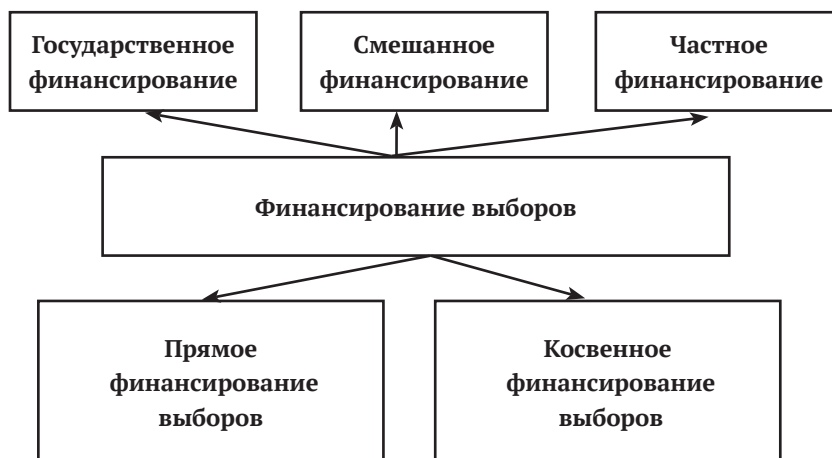 Государственное
финансирование
Смешанное
финансирование
Частное
финансирование
Финансирование выборов
Прямое
финансирование
выборов
Косвенное
финансирование
выборов